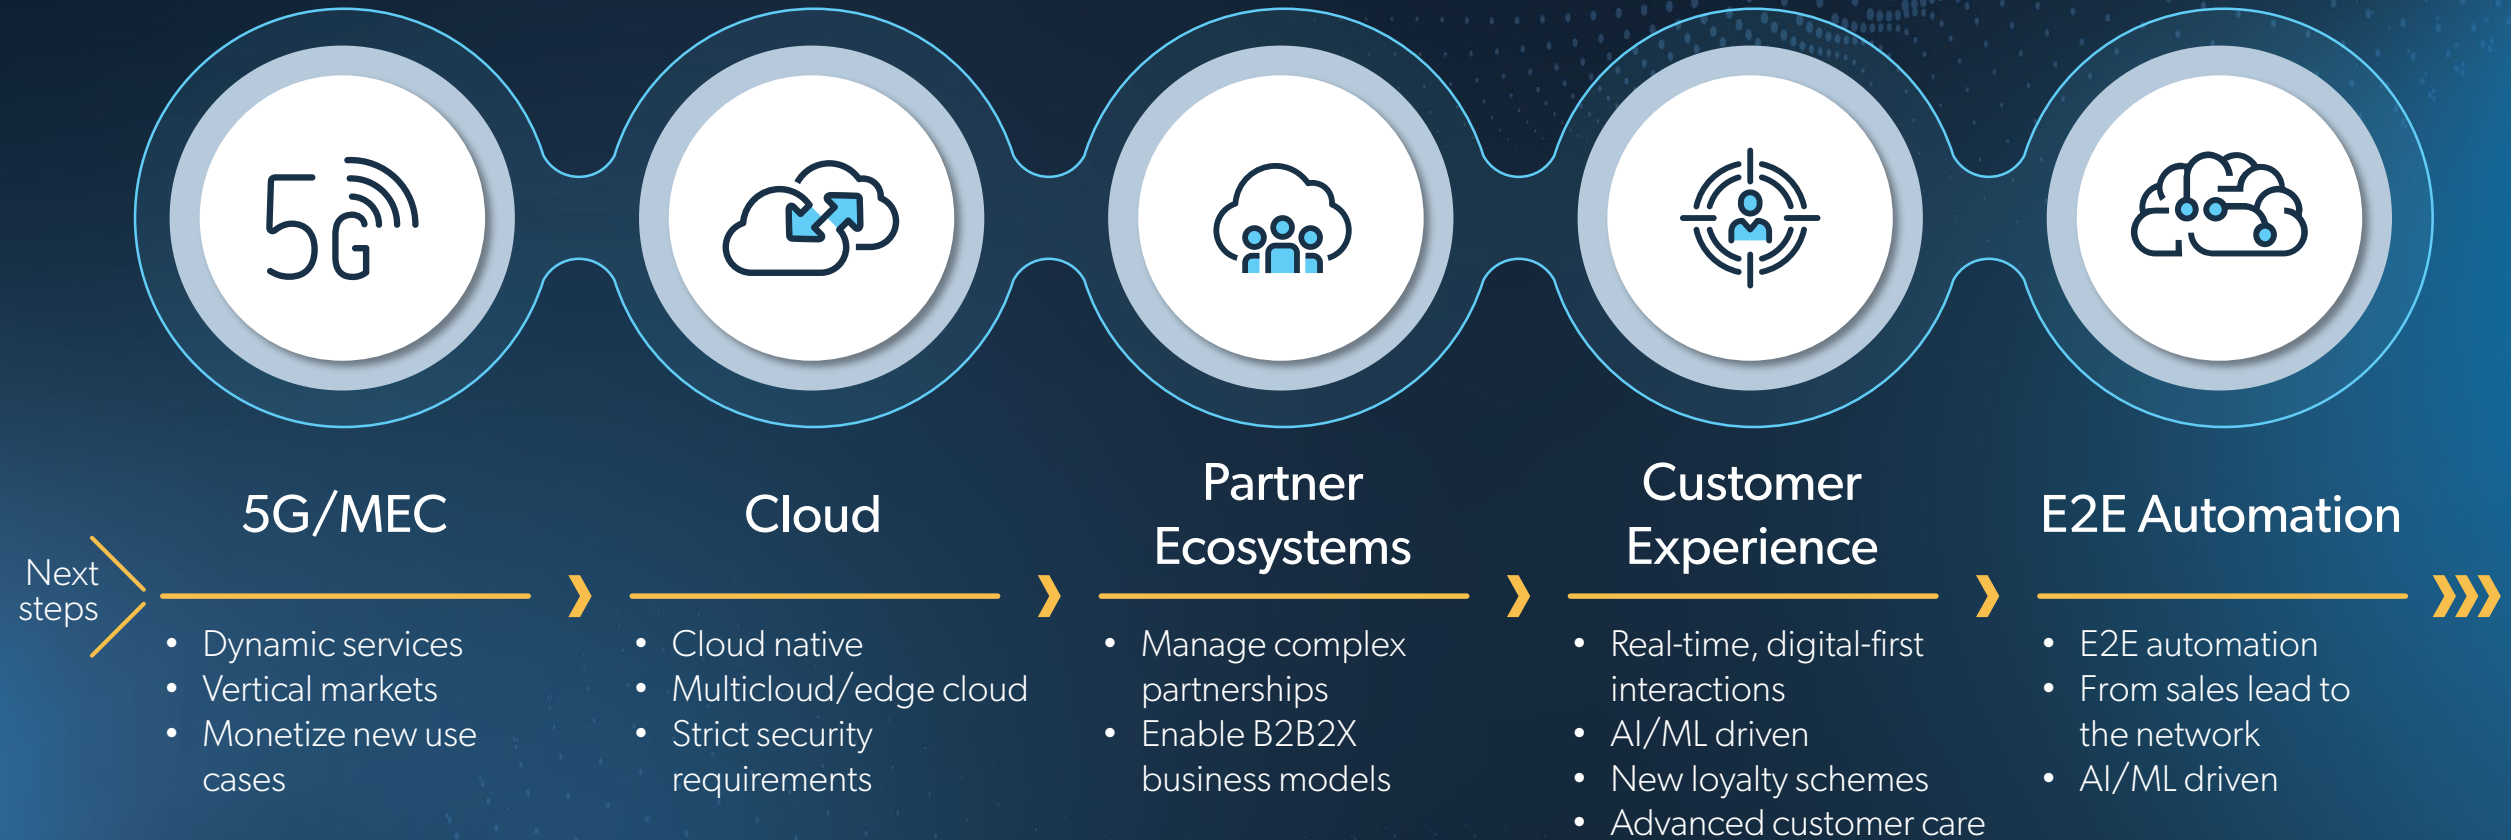 5G
5G/MEC
Cloud
Partner
Ecosystems
Customer
Experience
E2E Automation
Next
steps
• Dynamic services
• Vertical markets
• Monetize new use
cases
• Cloud native
• Multicloud/edge cloud
• Strict security
requirements
• Manage complex
partnerships
• Enable B2B2X
business models
• Real-time, digital-first
interactions
• AI/ML driven
• New loyalty schemes
• Advanced customer care
• E2E automation
• From sales lead to
the network
• AI/ML driven